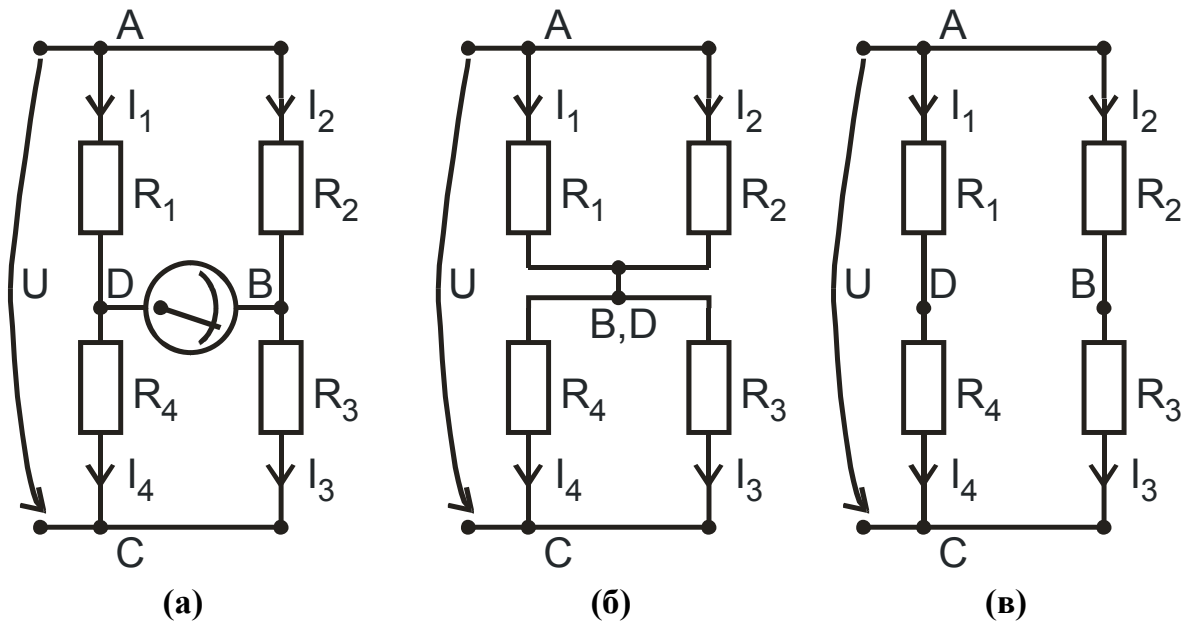 A A A
I₁ I₂ I₁ I₂ I₁ I₂
R₁ R₂ R₁ R₂ R₁ R₂
U D B U B,D U D B
R₄ R₃ R₄ R₃ R₄ R₃
I₄ I₃ I₄ I₃ I₄ I₃
C C C
(а) (б) (в)